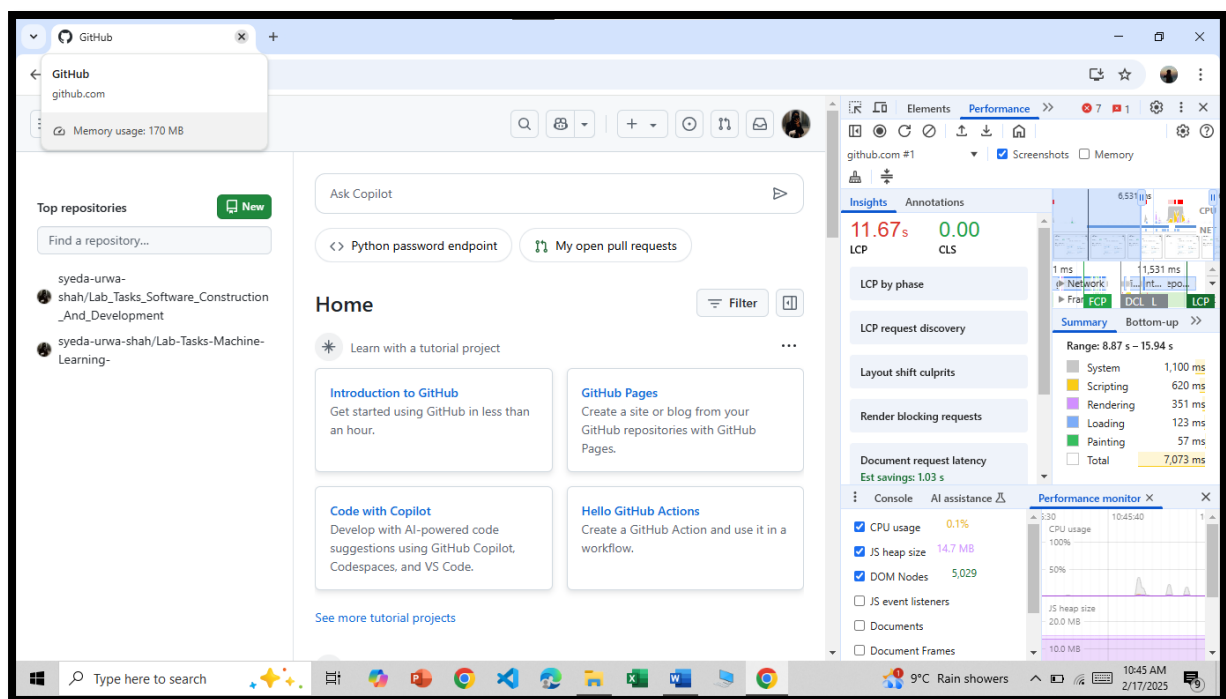 GitHub
GitHub
github.com
Memory usage: 170 MB
Top repositories
New
Find a repository...
syeda-urwa-
shah/Lab_Tasks_Software_Construction
_And_Development
syeda-urwa-shah/Lab-Tasks-Machine-
Learning-
Ask Copilot
Python password endpoint
My open pull requests
Home
Filter
Learn with a tutorial project
Introduction to GitHub
Get started using GitHub in less than
an hour.
GitHub Pages
Create a site or blog from your
GitHub repositories with GitHub
Pages.
Code with Copilot
Develop with AI-powered code
suggestions using GitHub Copilot,
Codespaces, and VS Code.
Hello GitHub Actions
Create a GitHub Action and use it in a
workflow.
See more tutorial projects
Elements Performance 7 1
github.com #1 Screenshots Memory
Insights Annotations
11.67s 0.00
LCP CLS
LCP by phase
LCP request discovery
Layout shift culprits
Render blocking requests
Document request latency
Est savings: 1.03 s
6,531
CPU
NET
1 ms 11,531 ms
Network
FCP DCL L LCP
Summary Bottom-up
Range: 8.87 s – 15.94 s
System 1,100 ms
Scripting 620 ms
Rendering 351 ms
Loading 123 ms
Painting 57 ms
Total 7,073 ms
Console AI assistance Performance monitor
CPU usage 0.1%
JS heap size 14.7 MB
DOM Nodes 5,029
JS event listeners
Documents
Document Frames
5:30 10:45:40
CPU usage
100%
50%
JS heap size
20.0 MB
10.0 MB
Type here to search
9°C Rain showers
10:45 AM
2/17/2025
9